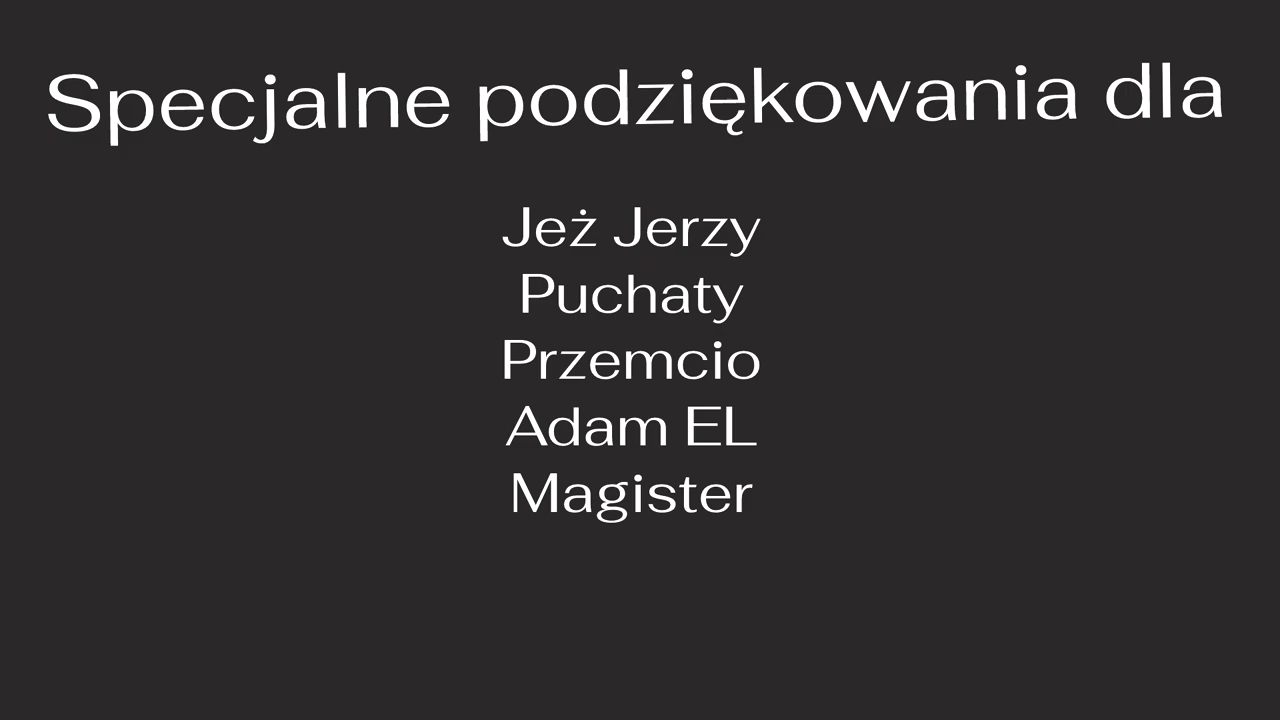 Specjalne podziękowania dla
Jeż Jerzy
Puchaty
Przemcio
Adam EL
Magister